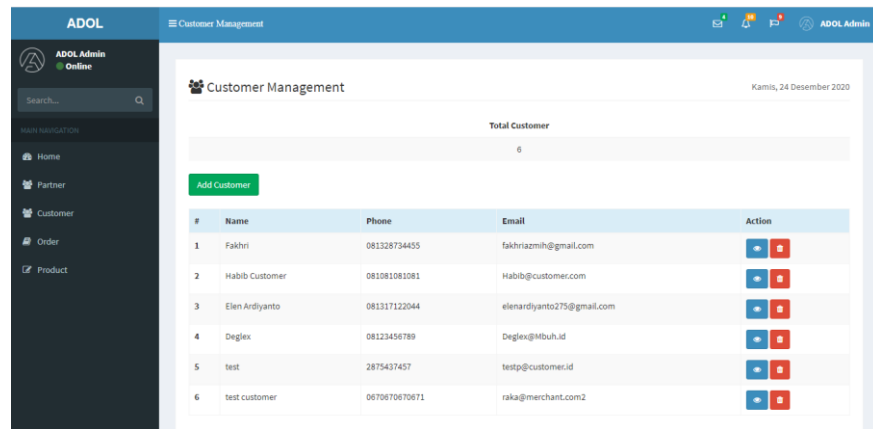 ADOL
Customer Management
4
10
9
ADOL Admin
ADOL Admin
Online
Search...
MAIN NAVIGATION
Home
Partner
Customer
Order
Product
Customer Management
Kamis, 24 Desember 2020
Total Customer
6
Add Customer
# Name Phone Email Action
1 Fakhri 081328734455 fakhriazmih@gmail.com
2 Habib Customer 081081081081 Habib@customer.com
3 Elen Ardiyanto 081317122044 elenardiyanto275@gmail.com
4 Deglex 08123456789 Deglex@Mbuh.id
5 test 2875437457 testp@customer.id
6 test customer 0670670670671 raka@merchant.com2